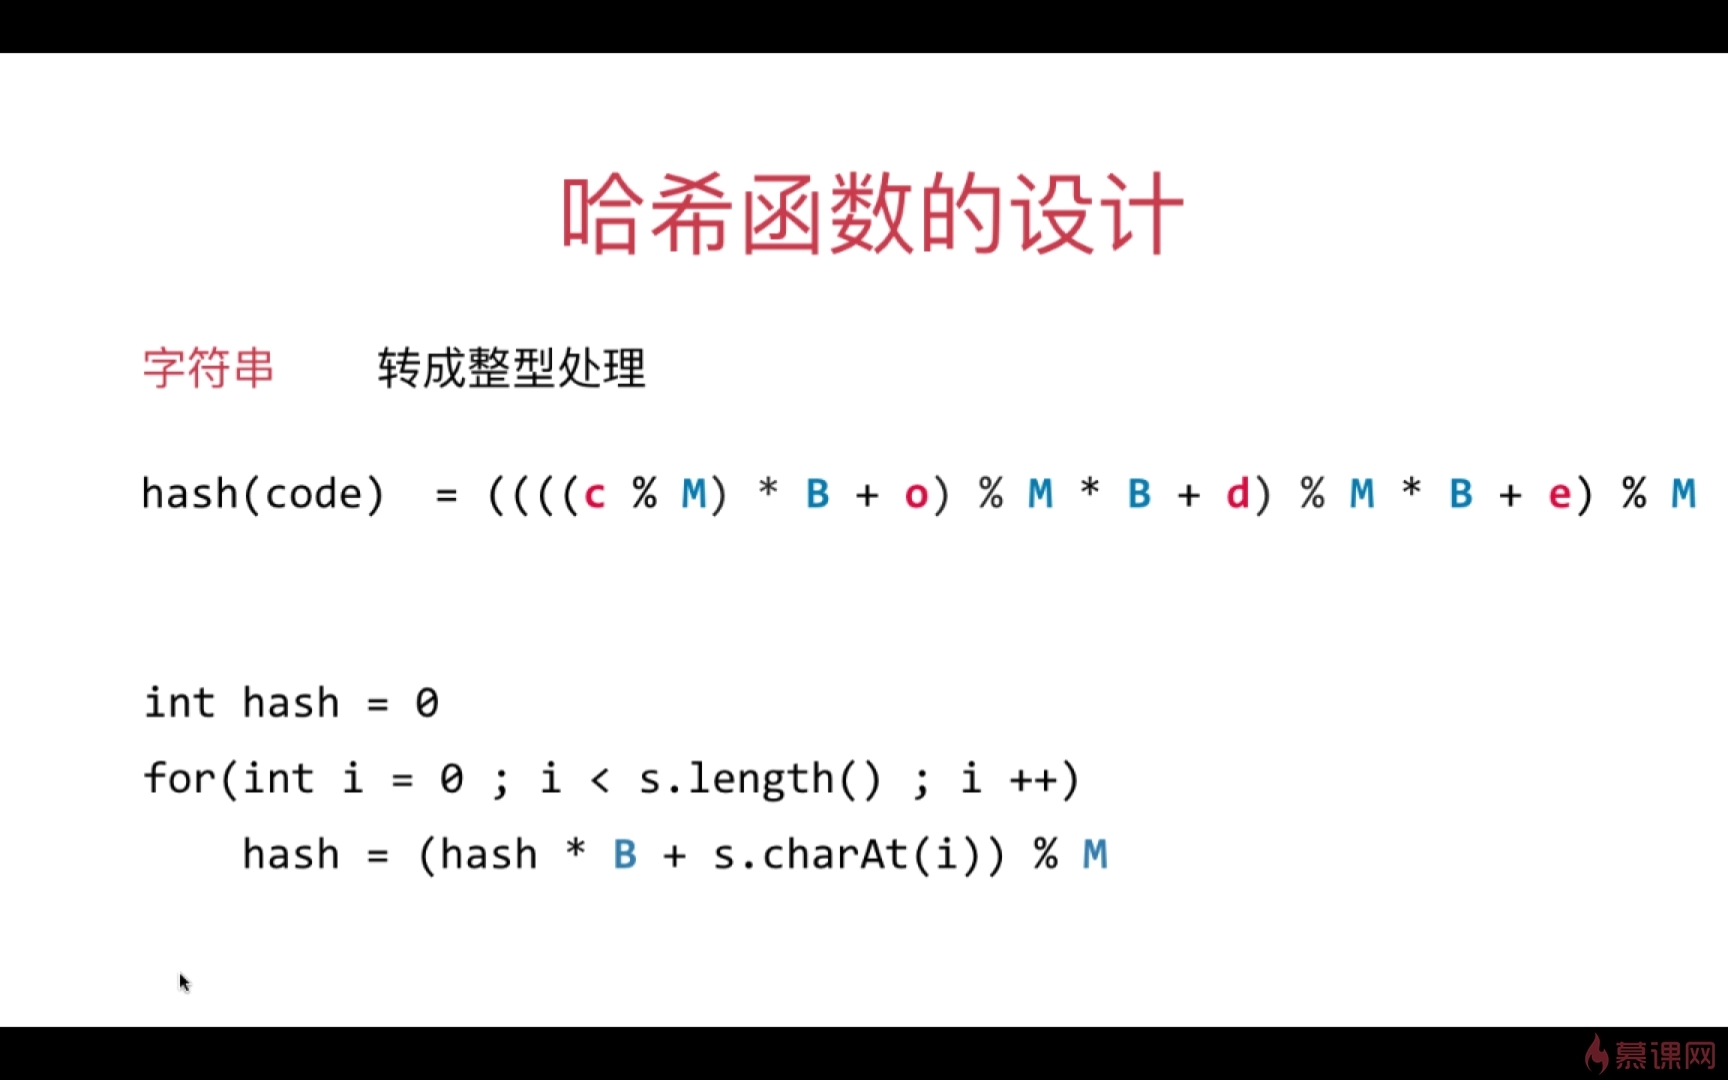 哈希函数的设计
字符串 转成整型处理
hash(code) = ((((c % M) * B + o) % M * B + d) % M * B + e) % M
int hash = 0
for(int i = 0 ; i < s.length() ; i ++)
hash = (hash * B + s.charAt(i)) % M
慕课网